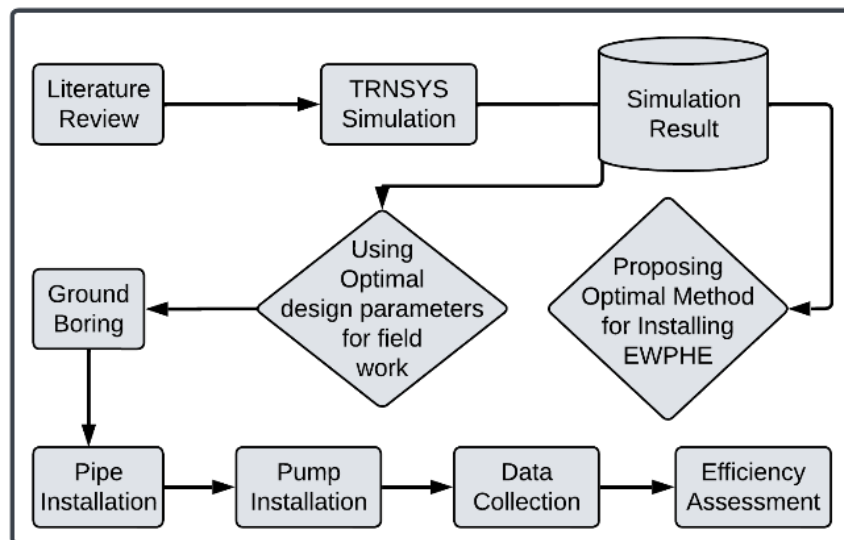 Literature
Review
TRNSYS
Simulation
Simulation
Result
Using
Optimal
design parameters
for field
work
Proposing
Optimal Method
for Installing
EWPHE
Ground
Boring
Pipe
Installation
Pump
Installation
Data
Collection
Efficiency
Assessment